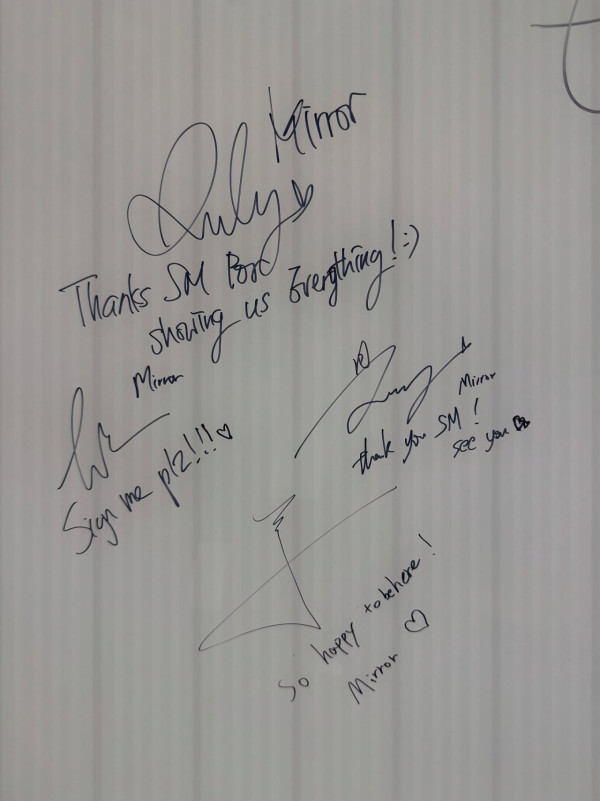 Mirror
Thanks SM for
showing us Everything! :)
Mirror
Sign me plz!!!♡
Mirror
thank you SM!
see you
So happy to be here!
Mirror ♡